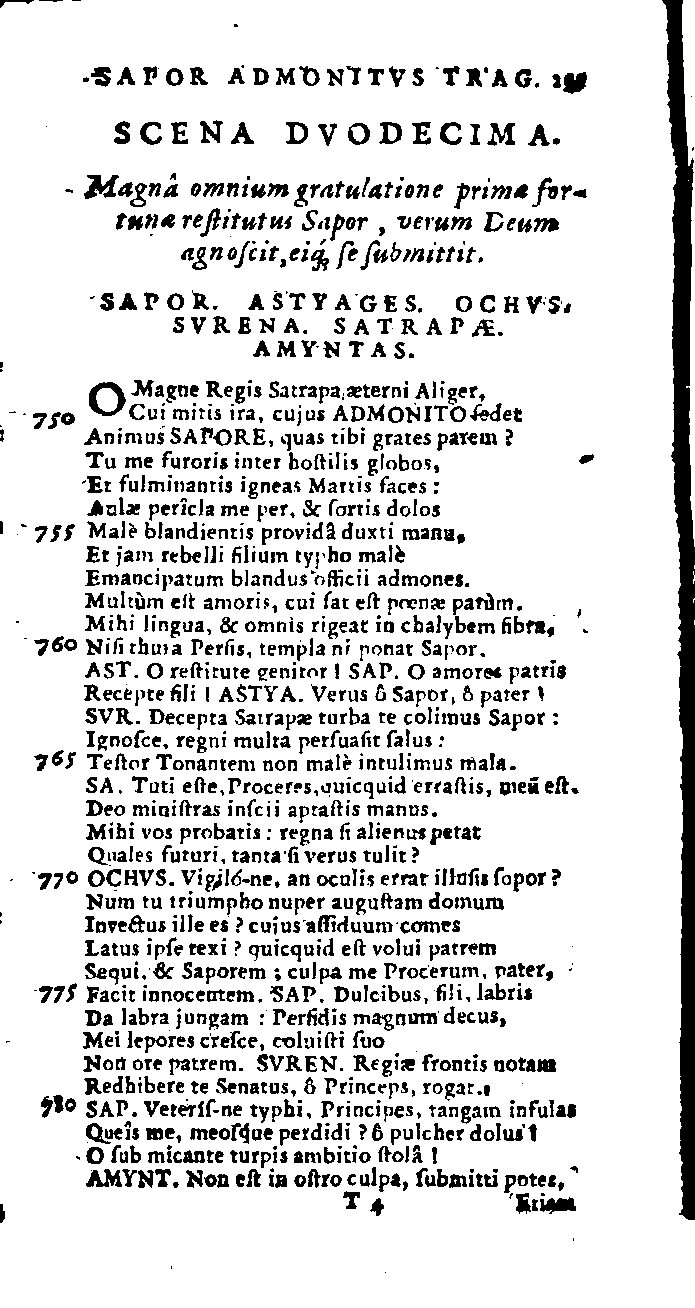 SAPOR ADMONITVS TRAG.
SCENA DVODECIMA.
Magnâ omnium gratulatione primæ for-
tunæ reſtitutus Sapor, verum Deum
agnoſcit, eiq́; ſe ſubmittit.
SAPOR. ASTYAGES. OCHVS.
SVRENA. SATRAPÆ.
AMYNTAS.
O Magne Regis Satrapa æterni Aliger,
750 Cui mitis ira, cujus ADMONITO ſedet
Animus SAPORE, quas tibi grates parem ?
Tu me furoris inter hoſtilis globos,
Et fulminantis igneas Martis faces :
Aulæ perîcla me per, & ſortis dolos
755 Malè blandientis providâ duxti manu,
Et jam rebelli filium typho malè
Emancipatum blandus officii admones.
Multùm eſt amoris, cui ſat eſt pœnæ parùm.
Mihi lingua, & omnis rigeat in chalybem fibra,
760 Niſi thura Perſis, templa ni ponat Sapor.
AST. O reſtitute genitor ! SAP. O amores patris
Recepte fili ! ASTYA. Verus ô Sapor, ô pater !
SVR. Decepta Satrapæ turba te colimus Sapor :
Ignoſce, regni multa perſuaſit ſalus :
765 Teſtor Tonantem non malè intulimus mala.
SA. Tuti eſte, Proceres, quicquid erraſtis, meũ eſt.
Deo miniſtras inſcii aptaſtis manus.
Mihi vos probatis : regna ſi alienus petat
Quales futuri, tanta ſi verus tulit ?
770 OCHVS. Vigiló-ne, an oculis errat illuſis ſopor ?
Num tu triumpho nuper auguſtam domum
Invectus ille es ? cuius aſſiduum comes
Latus ipſe texi ? quicquid eſt volui patrem
Sequi, & Saporem ; culpa me Procerum, pater,
775 Facit innocentem. SAP. Dulcibus, fili, labris
Da labra jungam : Perſidis magnum decus,
Mei lepores creſce, coluiſti ſuo
Non ore patrem. SVREN. Regiæ frontis notam
Redhibere te Senatus, ô Princeps, rogat.
780 SAP. Veteriſ-ne typhi, Principes, tangam infulas
Queîs me, meoſque perdidi ? ô pulcher dolus !
O ſub micante turpis ambitio ſtolâ !
AMYNT. Non eſt in oſtro culpa, ſubmitti potes,
T 4 Etiam